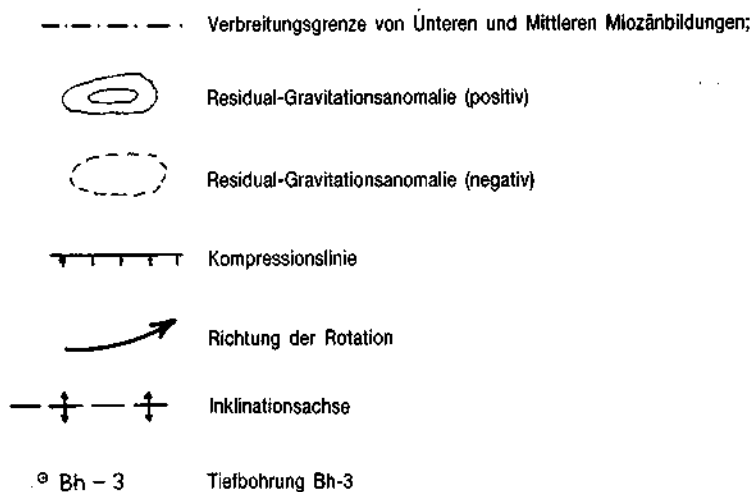 Verbreitungsgrenze von Unteren und Mittleren Miozänbildungen;
Residual-Gravitationsanomalie (positiv)
Residual-Gravitationsanomalie (negativ)
Kompressionslinie
Richtung der Rotation
Inklinationsachse
Bh - 3 Tiefbohrung Bh-3